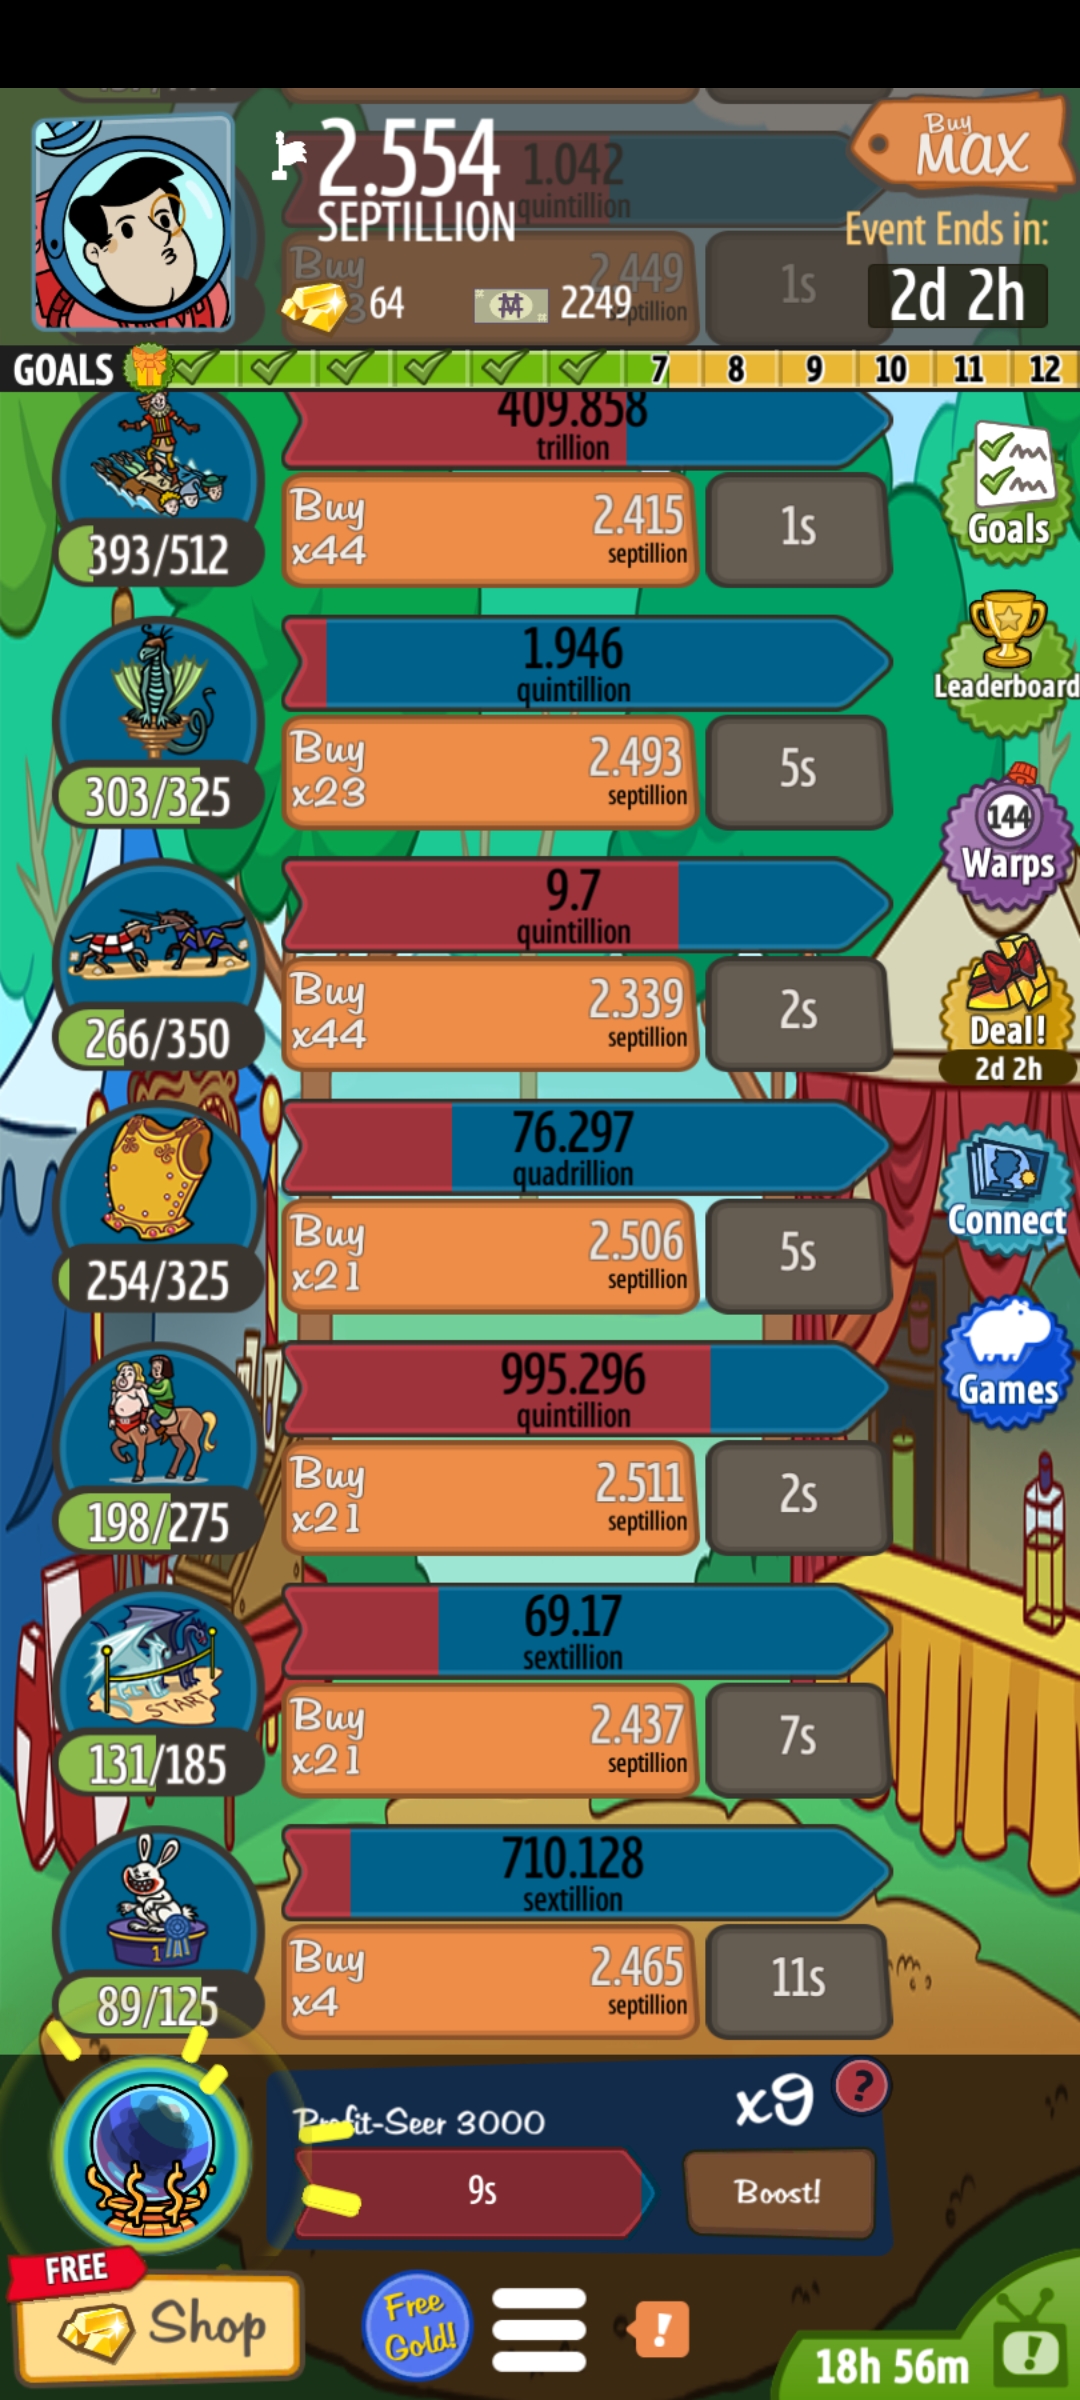 2.554
SEPTILLION
1.042
quintillion
Buy
MAX
Event Ends in:
2d 2h
Buy
2.449
septillion
1s
64
2249
GOALS
7 8 9 10 11 12
409.858
trillion
393/512
Buy
x44
2.415
septillion
1s
Goals
1.946
quintillion
303/325
Buy
x23
2.493
septillion
5s
Leaderboard
144
Warps
9.7
quintillion
266/350
Buy
x44
2.339
septillion
2s
Deal!
2d 2h
76.297
quadrillion
254/325
Buy
x21
2.506
septillion
5s
Connect
995.296
quintillion
198/275
Buy
x21
2.511
septillion
2s
Games
69.17
sextillion
START
131/185
Buy
x21
2.437
septillion
7s
710.128
sextillion
1
89/125
Buy
x4
2.465
septillion
11s
Profit-Seer 3000
x9
?
9s
Boost!
FREE
Shop
Free
Gold!
!
18h 56m
!